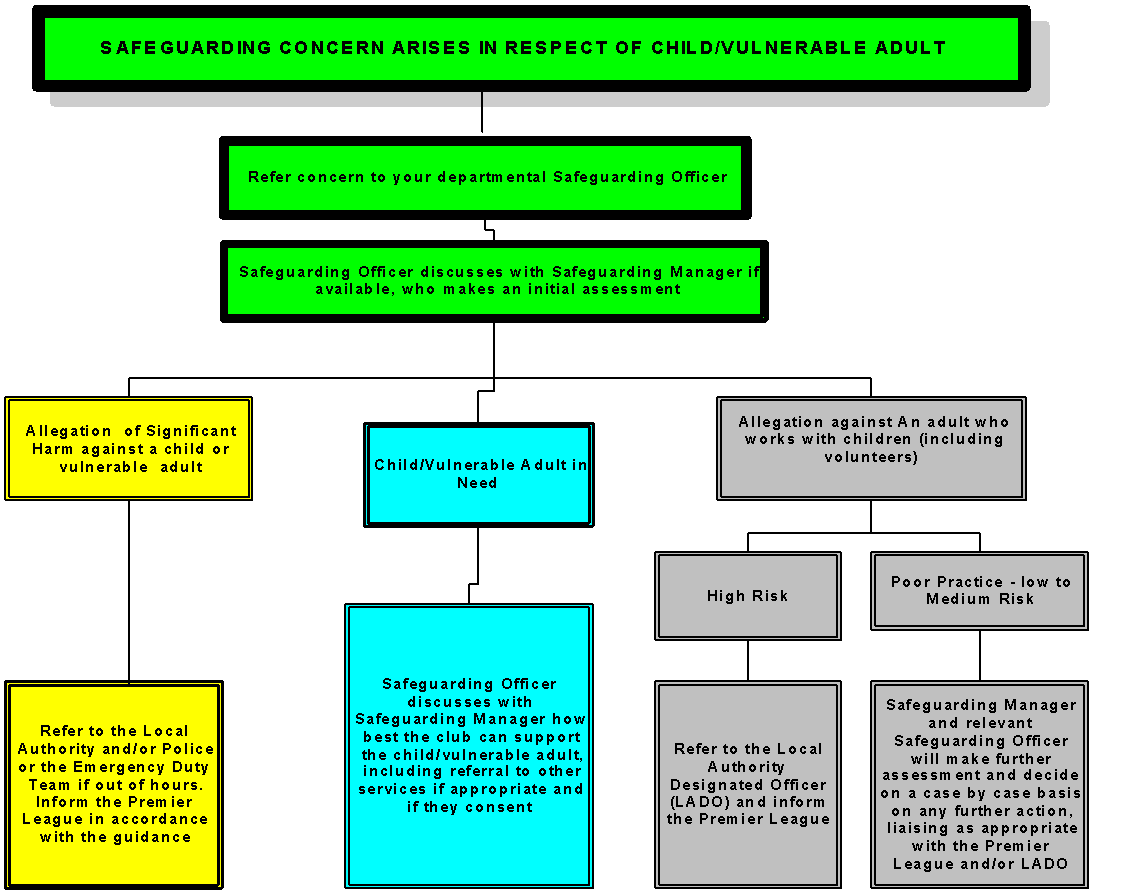 SAFEGUARDING CONCERN ARISES IN RESPECT OF CHILD/VULNERABLE ADULT
Refer concern to your departmental Safeguarding Officer
Safeguarding Officer discusses with Safeguarding Manager if
available, who makes an initial assessment
Allegation of Significant
Harm against a child or
vulnerable adult
Child/Vulnerable Adult in
Need
Allegation against An adult who
works with children (including
volunteers)
High Risk
Poor Practice - low to
Medium Risk
Refer to the Local
Authority and/or Police
or the Emergency Duty
Team if out of hours.
Inform the Premier
League in accordance
with the guidance
Safeguarding Officer
discusses with
Safeguarding Manager how
best the club can support
the child/vulnerable adult,
including referral to other
services if appropriate and
if they consent
Refer to the Local
Authority
Designated Officer
(LADO) and inform
the Premier League
Safeguarding Manager
and relevant
Safeguarding Officer
will make further
assessment and decide
on a case by case basis
on any further action,
liaising as appropriate
with the Premier
League and/or LADO